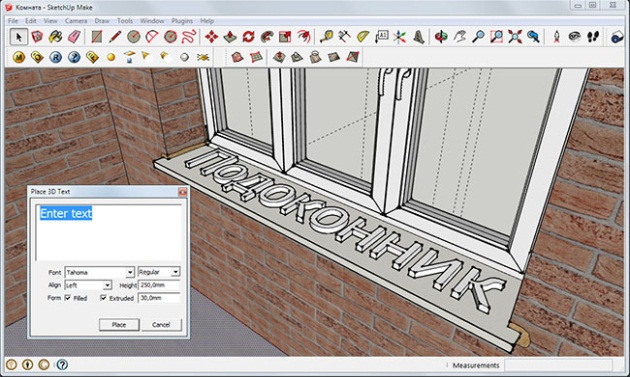 Комната - SketchUp Make
File Edit View Camera Draw Tools Window Plugins Help
Подоконник
Place 3D Text
Enter text
Font Tahoma Regular
Align Left Height 250,0mm
Form Filled Extruded 30,0mm
Place Cancel
Measurements